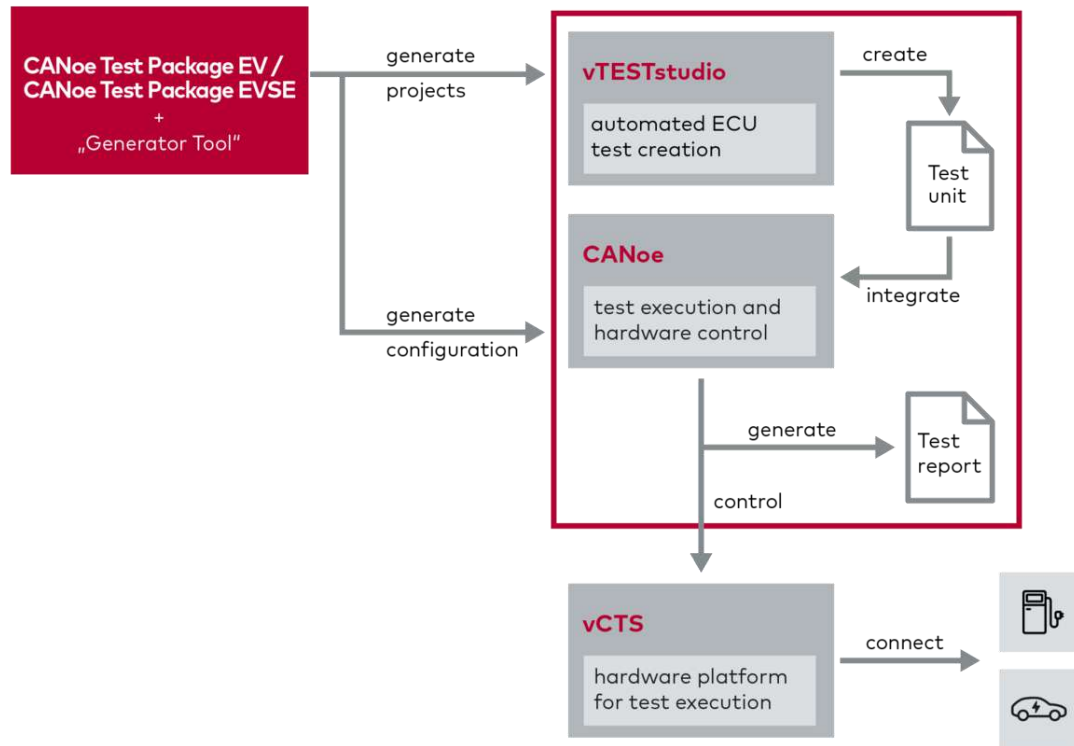 CANoe Test Package EV /
CANoe Test Package EVSE
+
„Generator Tool“
generate
projects
vTESTstudio
automated ECU
test creation
create
Test
unit
CANoe
test execution and
hardware control
integrate
generate
configuration
generate
Test
report
control
vCTS
hardware platform
for test execution
connect